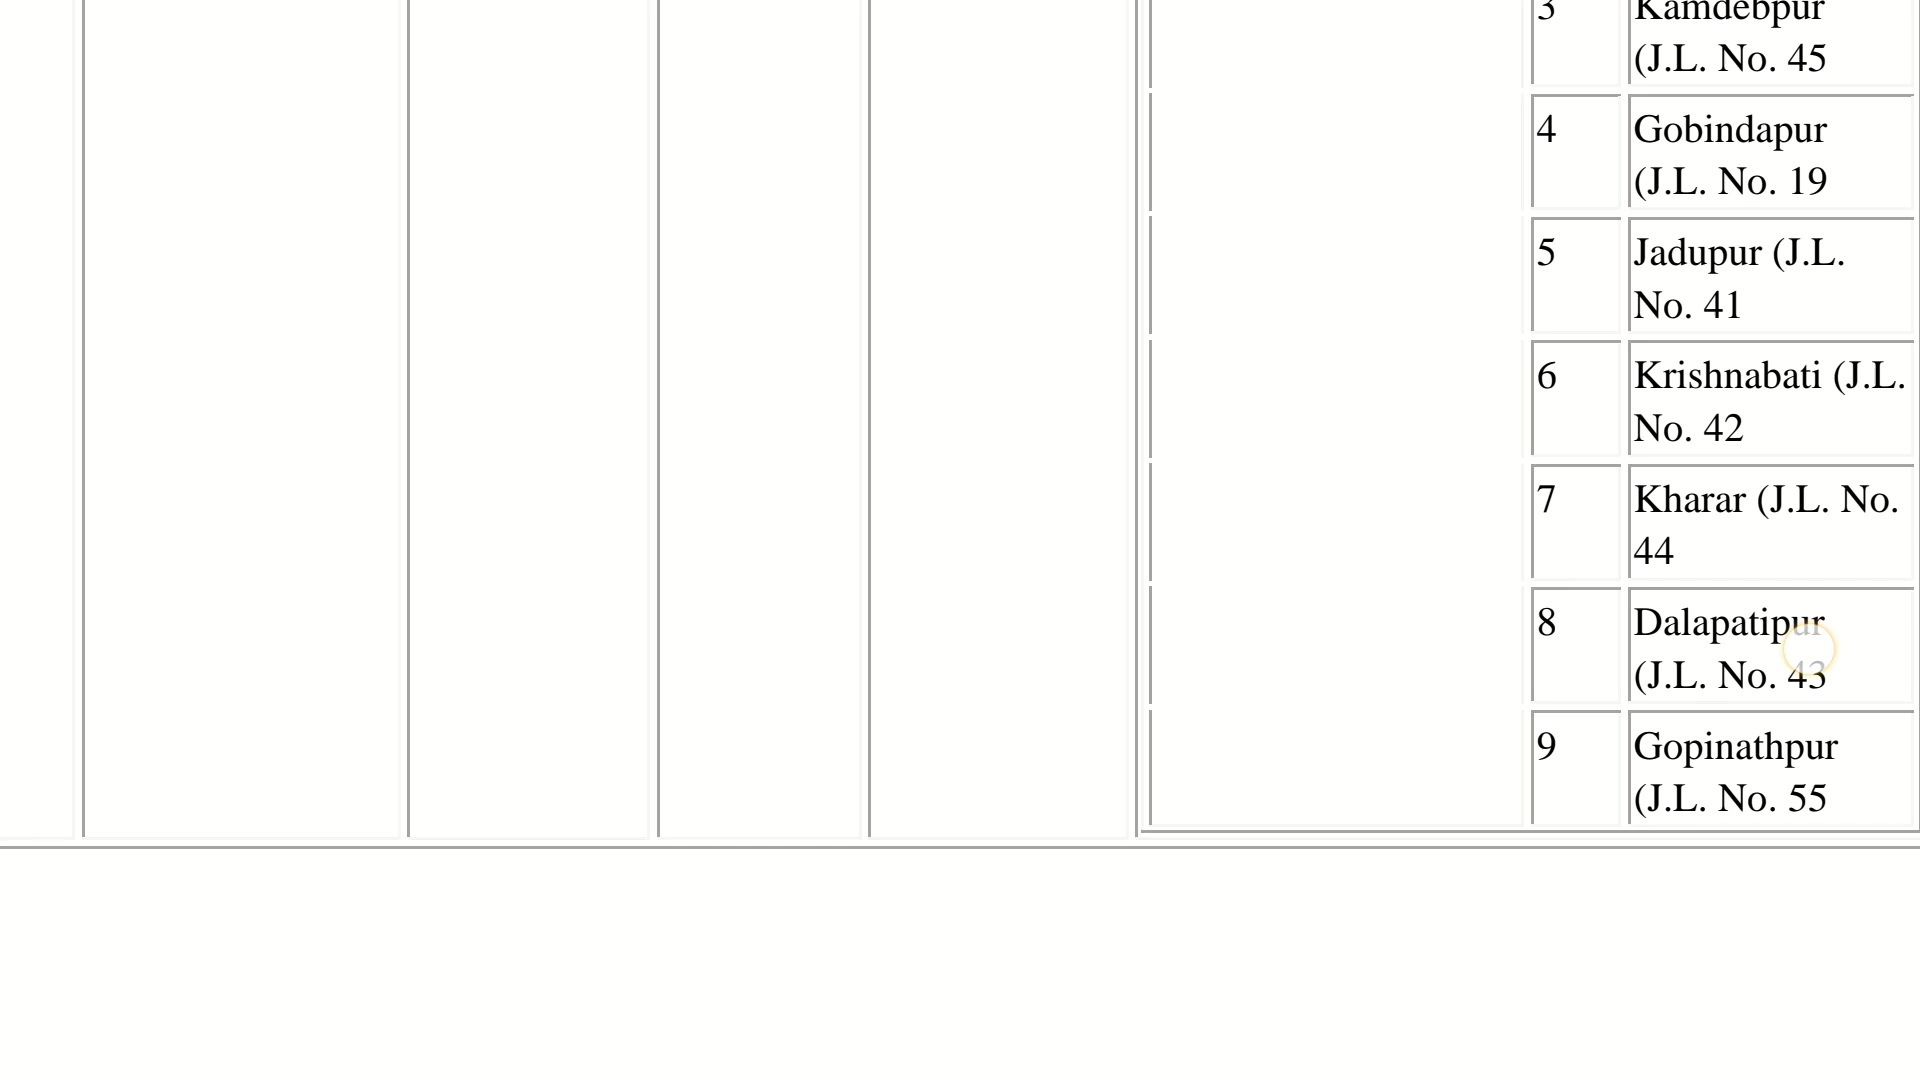 3 Kamdebpur
(J.L. No. 45
4 Gobindapur
(J.L. No. 19
5 Jadupur (J.L.
No. 41
6 Krishnabati (J.L.
No. 42
7 Kharar (J.L. No.
44
8 Dalapatipur
(J.L. No. 43
9 Gopinathpur
(J.L. No. 55